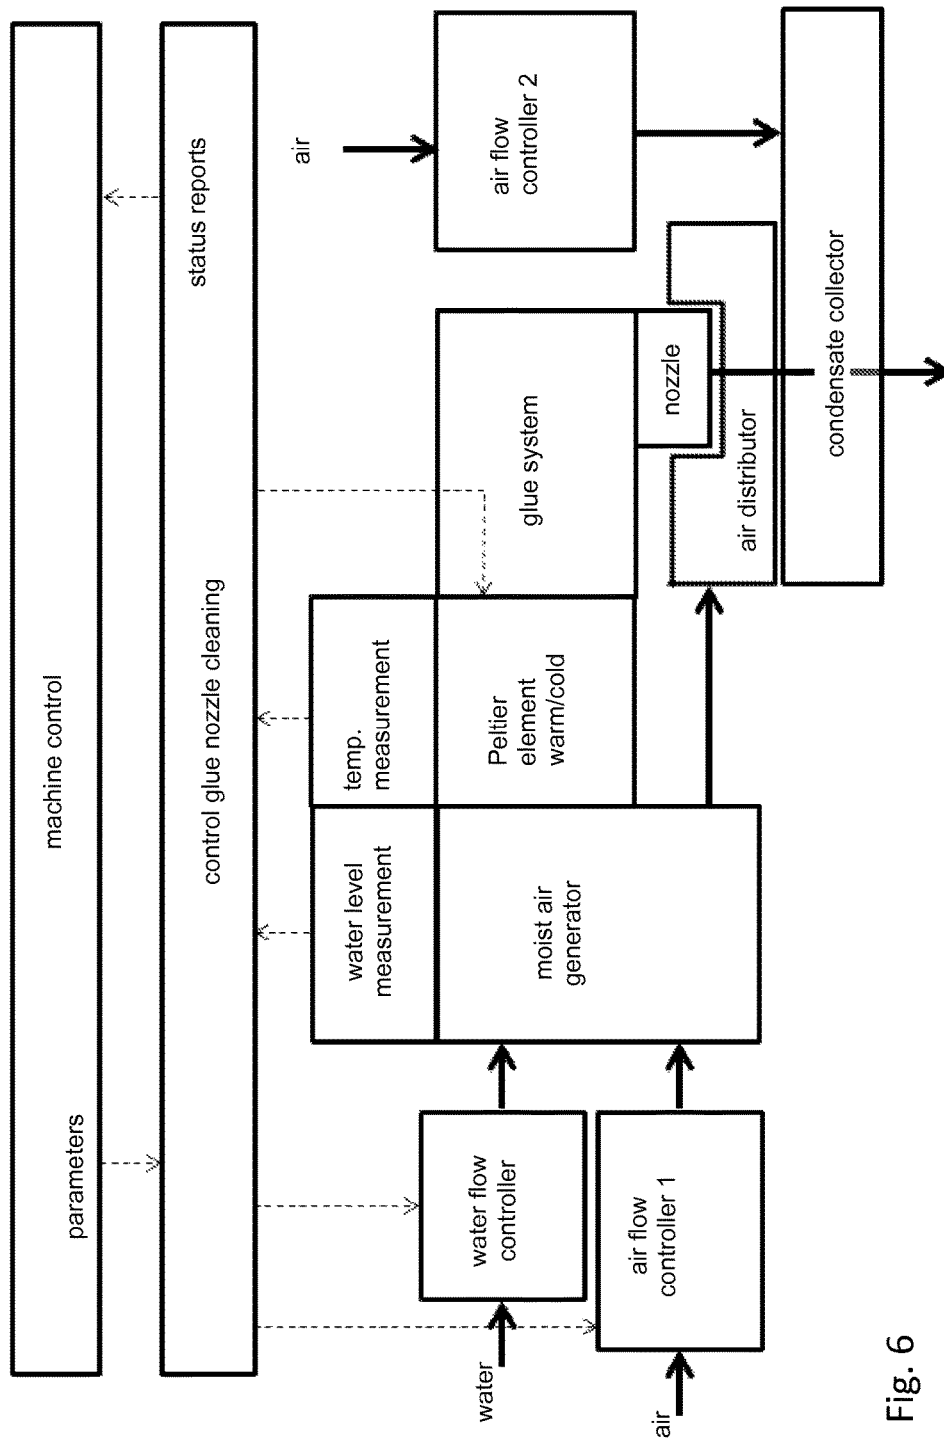 machine control
parameters
status reports
control glue nozzle cleaning
water level
measurement
temp.
measurement
air
water
water flow
controller
moist air
generator
Peltier
element
warm/cold
glue system
air flow
controller 2
air
air flow
controller 1
nozzle
air distributor
condensate collector
Fig. 6